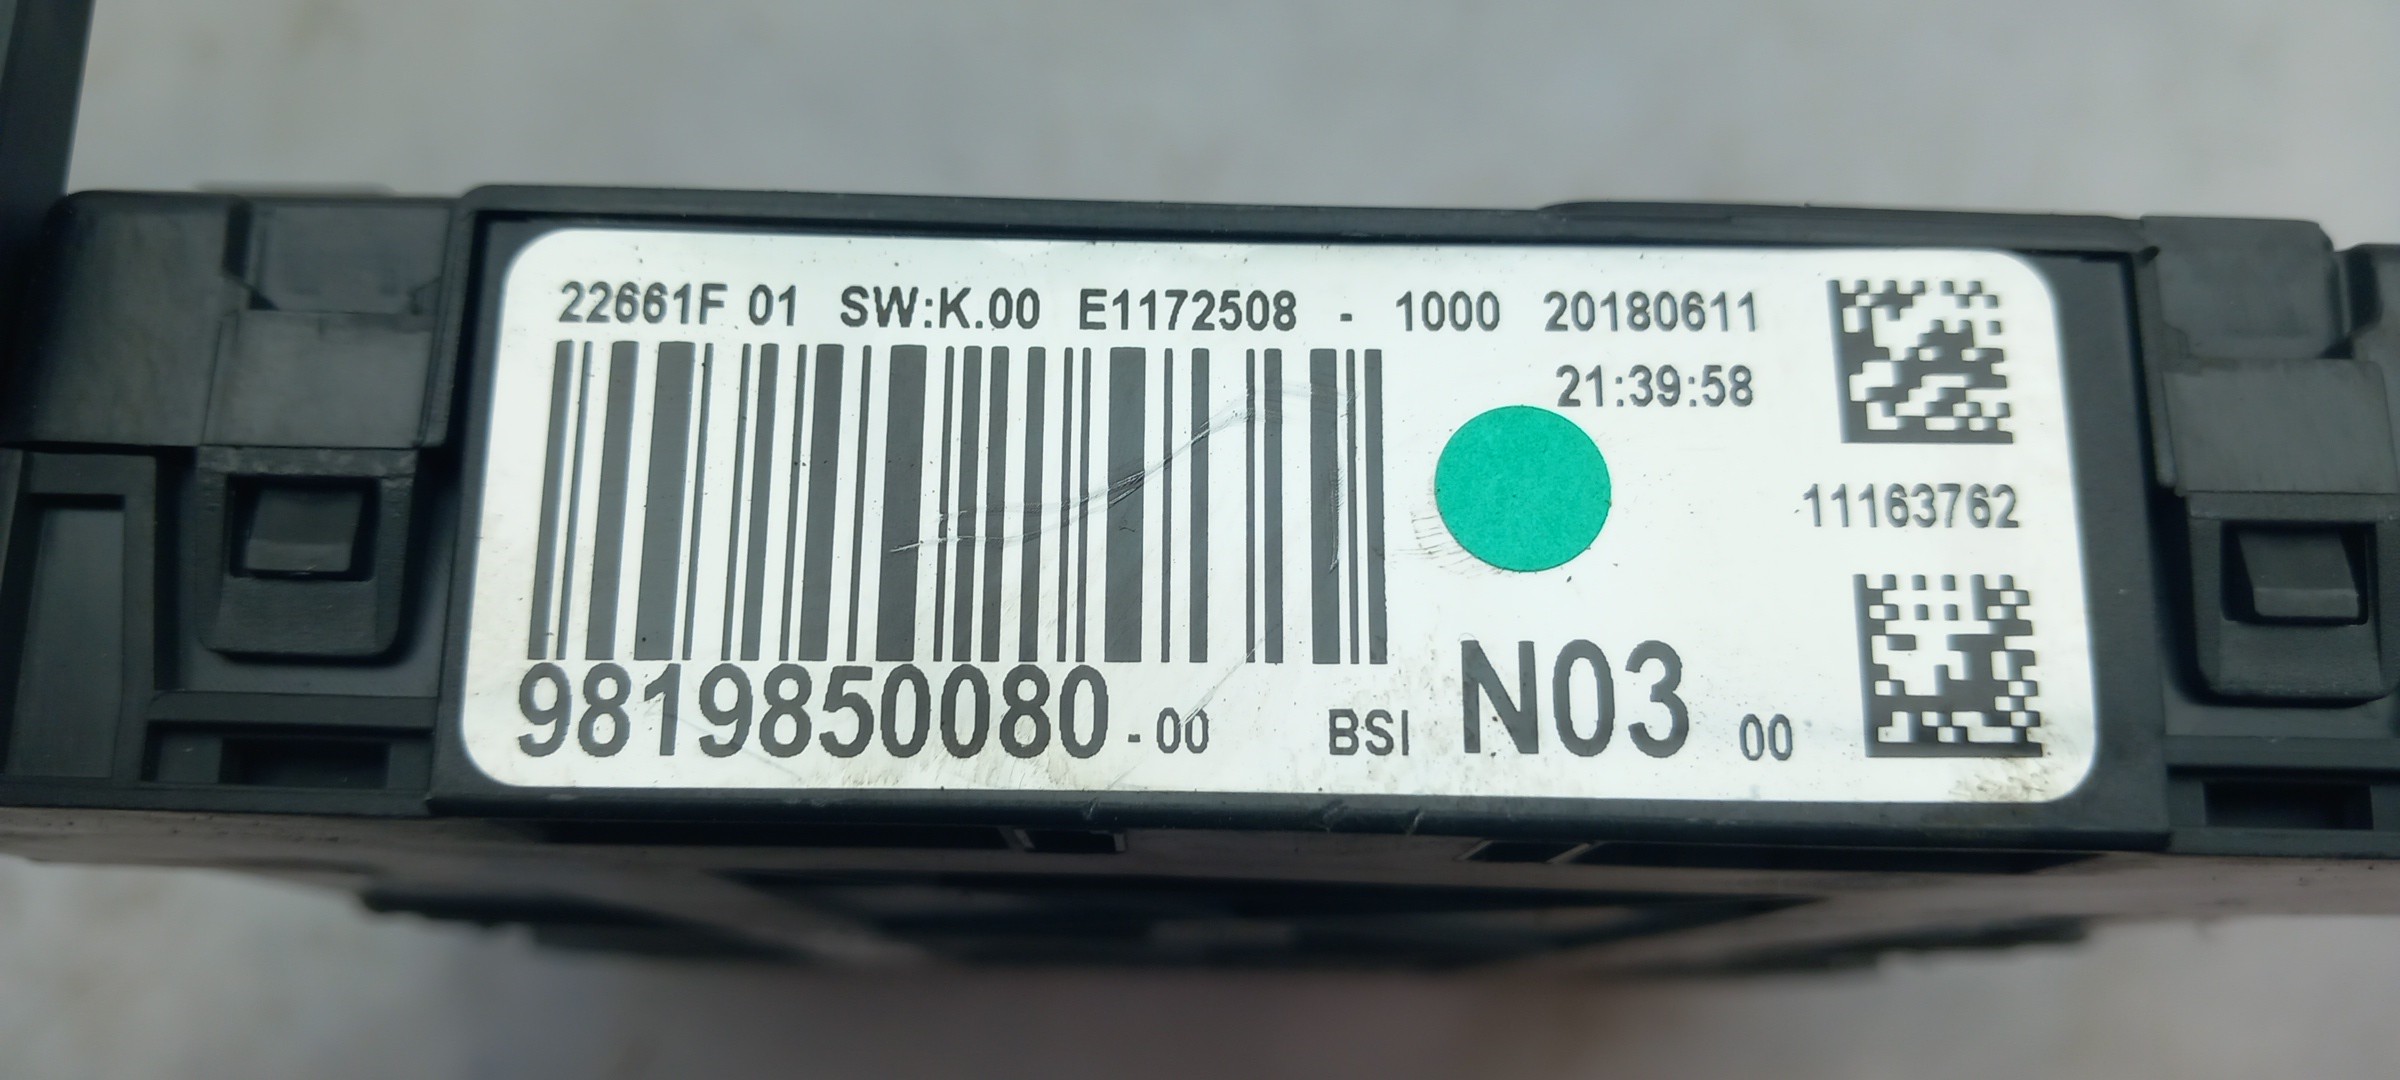 22661F 01 SW:K.00 E1172508 - 1000 20180611
21:39:58
11163762
9819850080-00 BSI N03 00